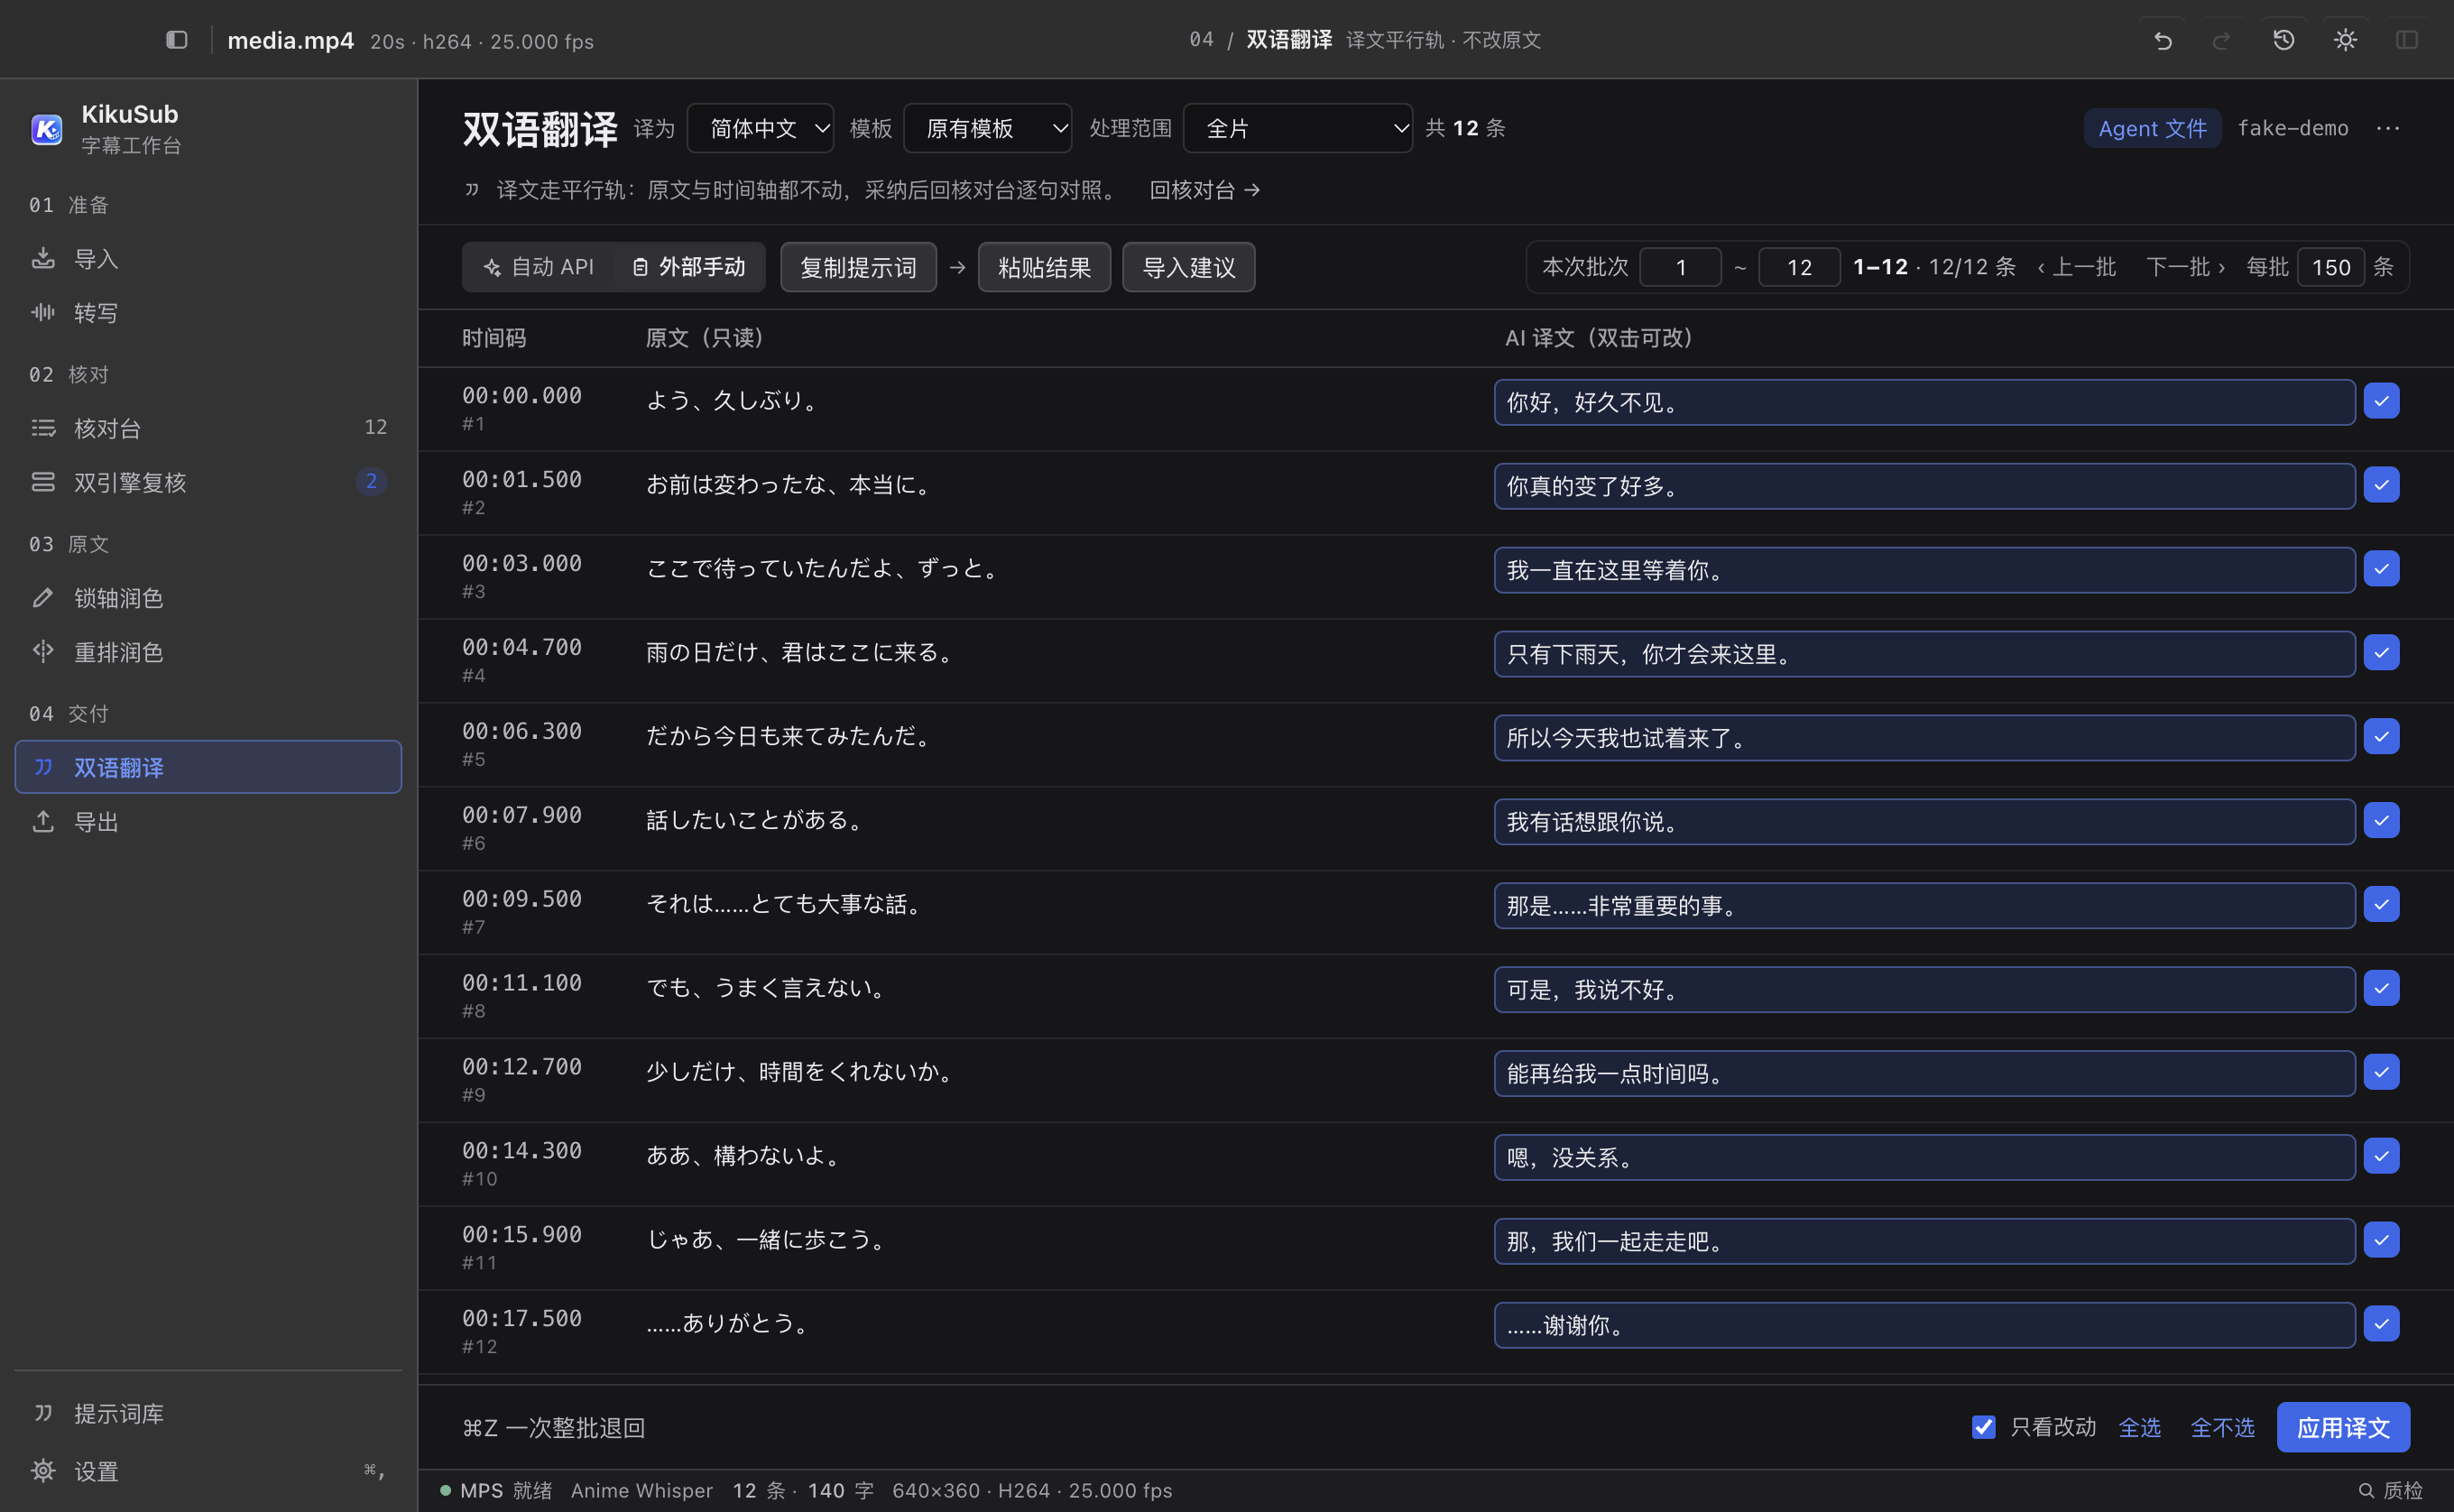 media.mp4 20s · h264 · 25.000 fps
04 / 双语翻译 译文平行轨 · 不改原文
KikuSub
字幕工作台
01 准备
导入
转写
02 核对
核对台 12
双引擎复核 2
03 原文
锁轴润色
重排润色
04 交付
双语翻译
导出
提示词库
设置 ⌘,
双语翻译 译为 简体中文 模板 原有模板 处理范围 全片 共 12 条
Agent 文件 fake-demo ···
译文走平行轨：原文与时间轴都不动，采纳后回核对台逐句对照。 回核对台 →
自动 API 外部手动 复制提示词 → 粘贴结果 导入建议
本次批次 1 ~ 12 1–12 · 12/12 条 ‹ 上一批 下一批 › 每批 150 条
时间码 原文（只读） AI 译文（双击可改）
00:00.000 よう、久しぶり。 你好，好久不见。
#1
00:01.500 お前は変わったな、本当に。 你真的变了好多。
#2
00:03.000 ここで待っていたんだよ、ずっと。 我一直在这里等着你。
#3
00:04.700 雨の日だけ、君はここに来る。 只有下雨天，你才会来这里。
#4
00:06.300 だから今日も来てみたんだ。 所以今天我也试着来了。
#5
00:07.900 話したいことがある。 我有话想跟你说。
#6
00:09.500 それは……とても大事な話。 那是……非常重要的事。
#7
00:11.100 でも、うまく言えない。 可是，我说不好。
#8
00:12.700 少しだけ、時間をくれないか。 能再给我一点时间吗。
#9
00:14.300 ああ、構わないよ。 嗯，没关系。
#10
00:15.900 じゃあ、一緒に歩こう。 那，我们一起走走吧。
#11
00:17.500 ……ありがとう。 ……谢谢你。
#12
⌘Z 一次整批退回
只看改动 全选 全不选 应用译文
MPS 就绪 Anime Whisper 12 条 · 140 字 640×360 · H264 · 25.000 fps
质检